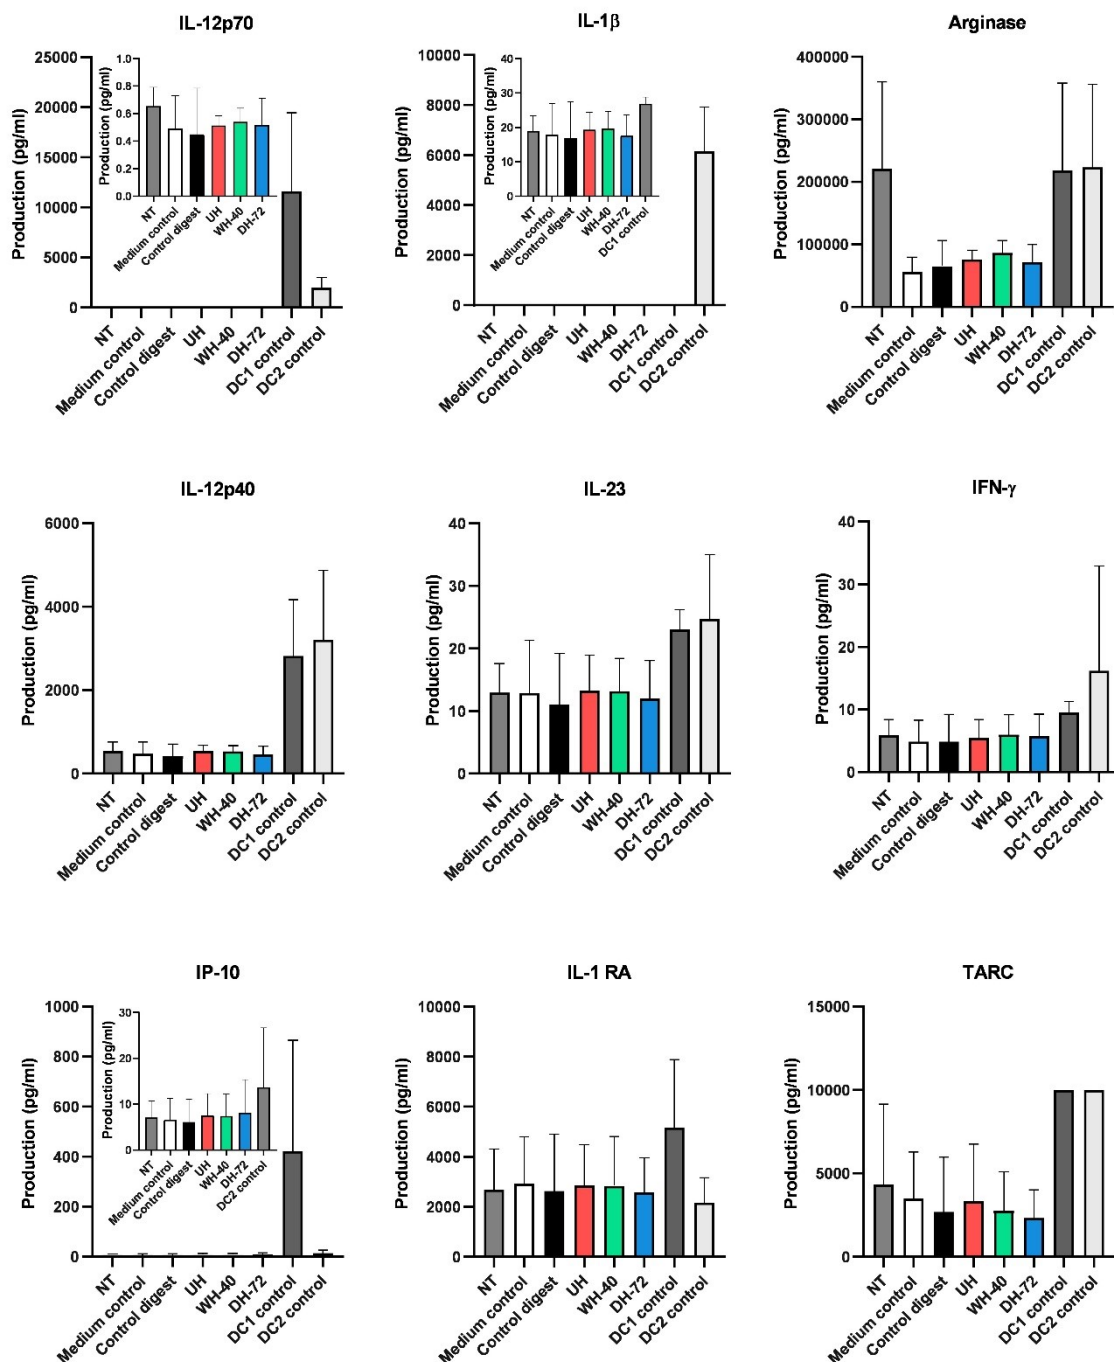 IL-12p70
Production (pg/ml)
25000
20000
15000
10000
5000
0
NT
Medium control
Control digest
UH
WH-40
DH-72
DC1 control
DC2 control
Production (pg/ml)
1.0
0.8
0.6
0.4
0.2
0.0
NT
Medium control
Control digest
UH
WH-40
DH-72
IL-1β
Production (pg/ml)
10000
8000
6000
4000
2000
0
NT
Medium control
Control digest
UH
WH-40
DH-72
DC1 control
DC2 control
Production (pg/ml)
40
30
20
10
0
NT
Medium control
Control digest
UH
WH-40
DH-72
DC1 control
Arginase
Production (pg/ml)
400000
300000
200000
100000
0
NT
Medium control
Control digest
UH
WH-40
DH-72
DC1 control
DC2 control
IL-12p40
Production (pg/ml)
6000
4000
2000
0
NT
Medium control
Control digest
UH
WH-40
DH-72
DC1 control
DC2 control
IL-23
Production (pg/ml)
40
30
20
10
0
NT
Medium control
Control digest
UH
WH-40
DH-72
DC1 control
DC2 control
IFN-γ
Production (pg/ml)
40
30
20
10
0
NT
Medium control
Control digest
UH
WH-40
DH-72
DC1 control
DC2 control
IP-10
Production (pg/ml)
1000
800
600
400
200
0
NT
Medium control
Control digest
UH
WH-40
DH-72
DC1 control
DC2 control
Production (pg/ml)
30
20
10
0
NT
Medium control
Control digest
UH
WH-40
DH-72
DC2 control
IL-1 RA
Production (pg/ml)
10000
8000
6000
4000
2000
0
NT
Medium control
Control digest
UH
WH-40
DH-72
DC1 control
DC2 control
TARC
Production (pg/ml)
15000
10000
5000
0
NT
Medium control
Control digest
UH
WH-40
DH-72
DC1 control
DC2 control